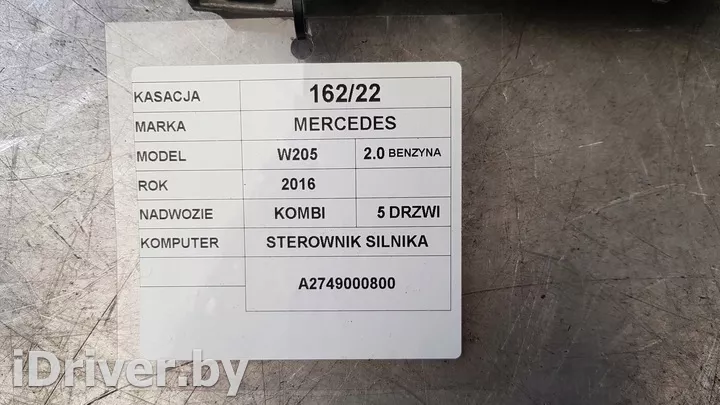 KASACJA 162/22
MARKA MERCEDES
MODEL W205 2.0 BENZYNA
ROK 2016
NADWOZIE KOMBI 5 DRZWI
KOMPUTER STEROWNIK SILNIKA
A2749000800
iDriver.by